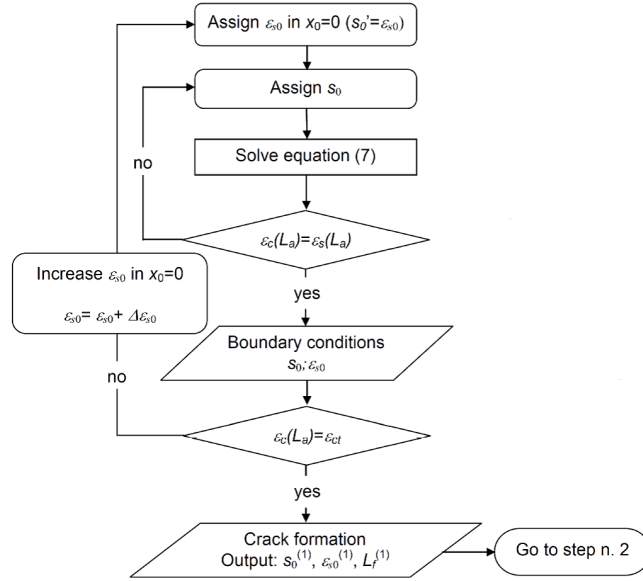 Assign εs0 in x0=0 (s0'=εs0)
Assign s0
no
Solve equation (7)
εc(La)=εs(La)
Increase εs0 in x0=0
εs0= εs0+ Δεs0
yes
Boundary conditions
s0; εs0
no
εc(La)=εct
yes
Crack formation
Output: s0(1), εs0(1), Lf(1)
Go to step n. 2